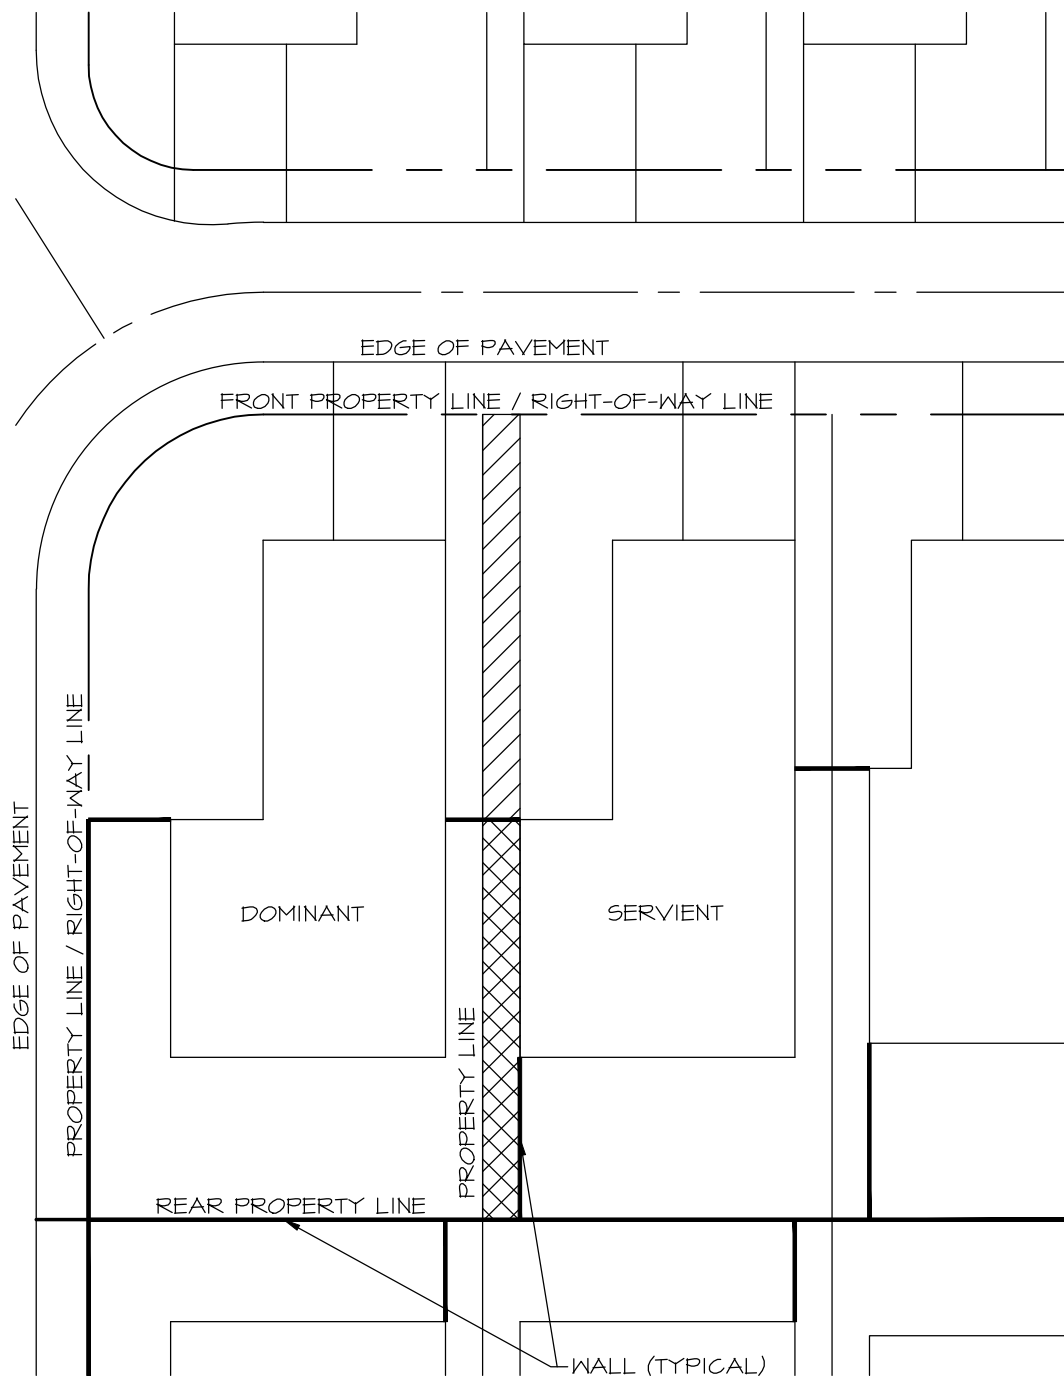 EDGE OF PAVEMENT
FRONT PROPERTY LINE / RIGHT-OF-WAY LINE
PROPERTY LINE / RIGHT-OF-WAY LINE
EDGE OF PAVEMENT
DOMINANT
SERVIENT
PROPERTY LINE
REAR PROPERTY LINE
WALL (TYPICAL)